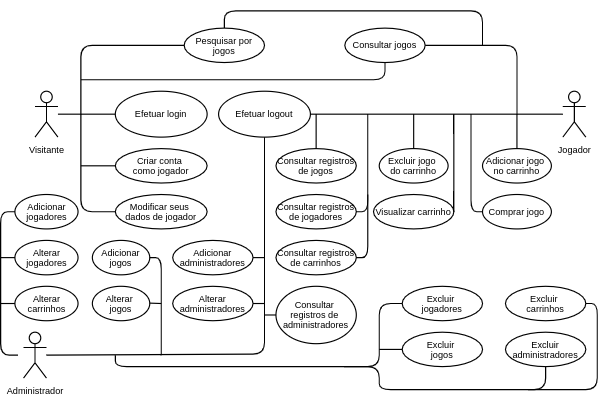 Pesquisar por
jogos
Consultar jogos
Efetuar login
Efetuar logout
Visitante
Jogador
Criar conta
como jogador
Consultar registros
de jogos
Excluir jogo
do carrinho
Adicionar jogo
no carrinho
Adicionar
jogadores
Modificar seus
dados de jogador
Consultar registros
de jogadores
Visualizar carrinho
Comprar jogo
Alterar
jogadores
Adicionar
jogos
Adicionar
administradores
Consultar registros
de carrinhos
Alterar
carrinhos
Alterar
jogos
Alterar
administradores
Consultar
registros de
administradores
Excluir
jogadores
Excluir
carrinhos
Excluir
jogos
Excluir
administradores
Administrador